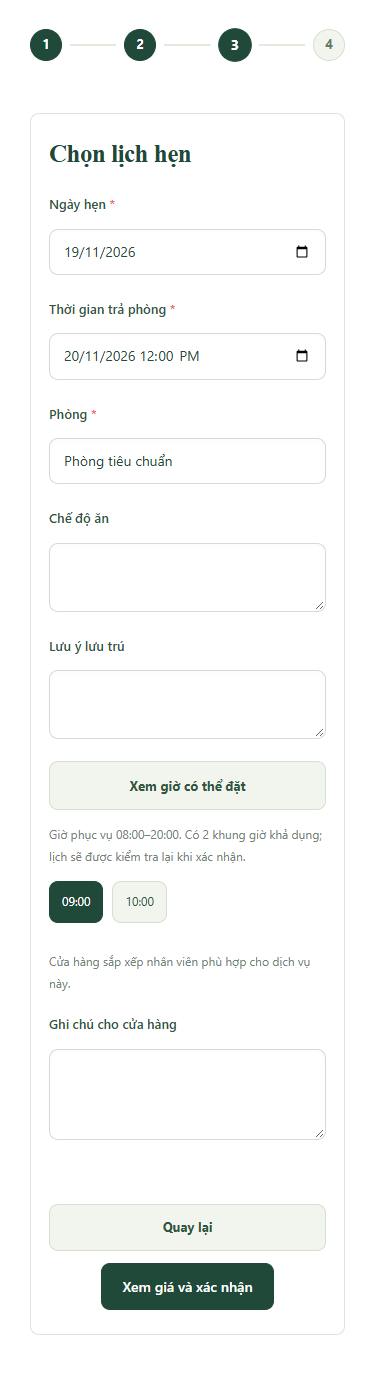 1 2 3 4
Chọn lịch hẹn
Ngày hẹn *
19/11/2026
Thời gian trả phòng *
20/11/2026 12:00 PM
Phòng *
Phòng tiêu chuẩn
Chế độ ăn
Lưu ý lưu trú
Xem giờ có thể đặt
Giờ phục vụ 08:00–20:00. Có 2 khung giờ khả dụng;
lịch sẽ được kiểm tra lại khi xác nhận.
09:00 10:00
Cửa hàng sắp xếp nhân viên phù hợp cho dịch vụ
này.
Ghi chú cho cửa hàng
Quay lại
Xem giá và xác nhận